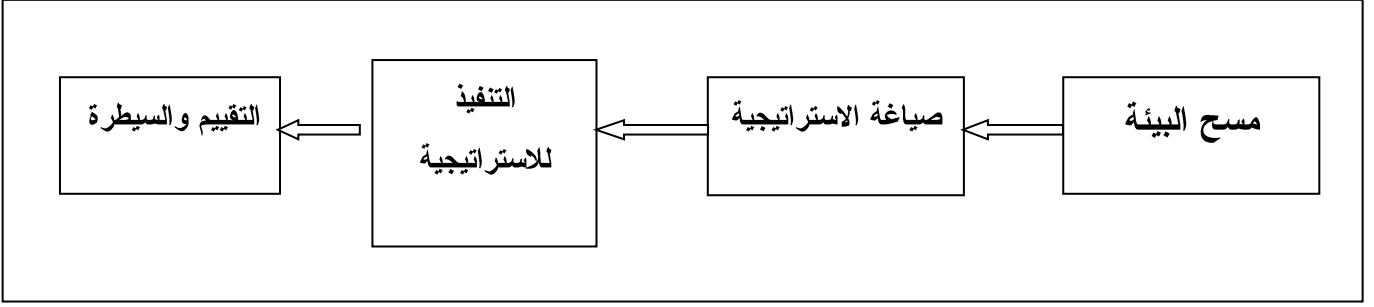 مسح البيئة
صياغة الاستراتيجية
التنفيذ
للاستراتيجية
التقييم والسيطرة